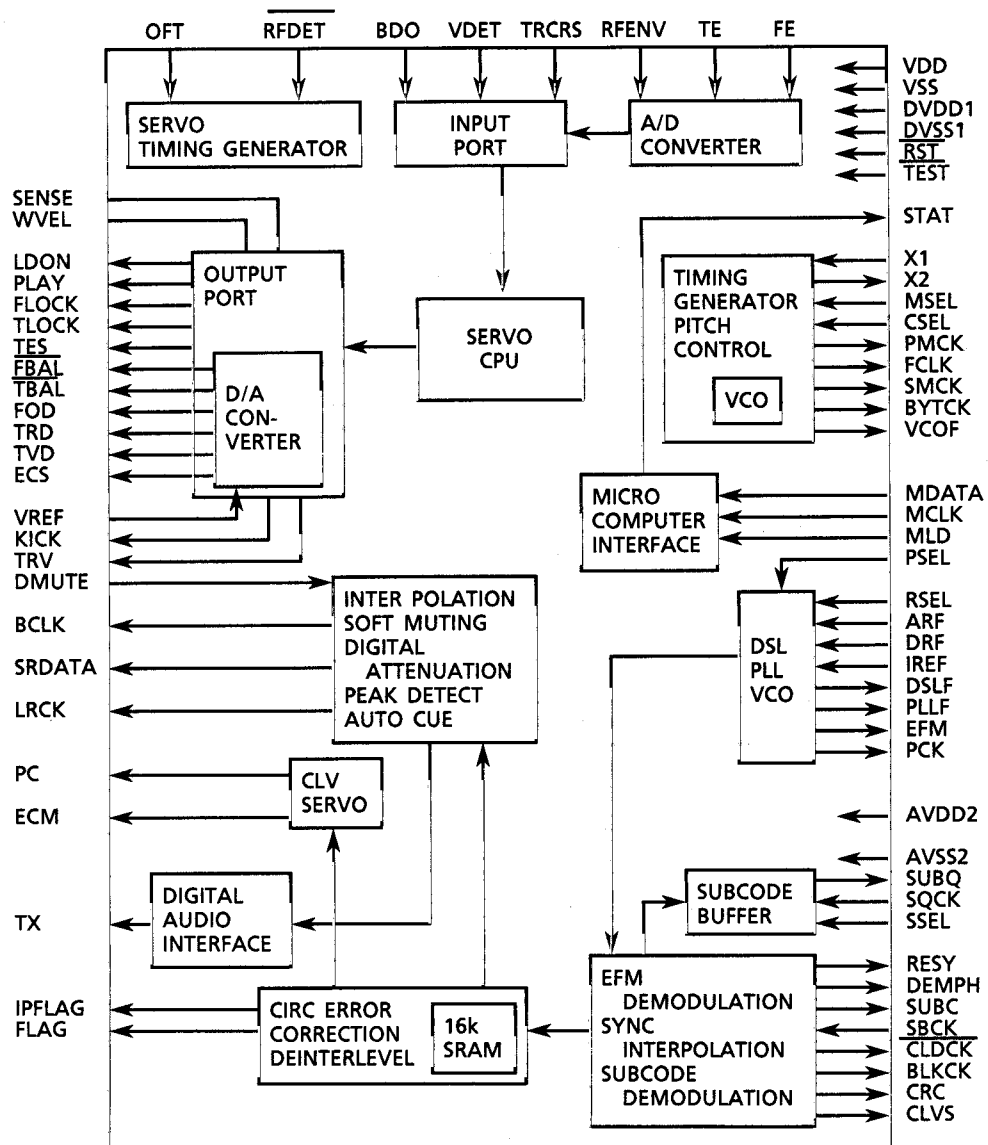 OFT RFDET BDO VDET TRCRS RFENV TE FE
SERVO
TIMING GENERATOR
INPUT
PORT
A/D
CONVERTER
VDD
VSS
DVDD1
DVSS1
RST
TEST
SENSE
WVEL
LDON
PLAY
FLOCK
TLOCK
TES
FBAL
TBAL
FOD
TRD
TVD
ECS
VREF
KICK
TRV
DMUTE
BCLK
SRDATA
LRCK
PC
ECM
TX
IPFLAG
FLAG
OUTPUT
PORT
D/A
CON-
VERTER
SERVO
CPU
STAT
TIMING
GENERATOR
PITCH
CONTROL
VCO
X1
X2
MSEL
CSEL
PMCK
FCLK
SMCK
BYTCK
VCOF
MICRO
COMPUTER
INTERFACE
MDATA
MCLK
MLD
PSEL
INTER POLATION
SOFT MUTING
DIGITAL
ATTENUATION
PEAK DETECT
AUTO CUE
DSL
PLL
VCO
RSEL
ARF
DRF
IREF
DSLF
PLLF
EFM
PCK
CLV
SERVO
AVDD2
AVSS2
DIGITAL
AUDIO
INTERFACE
SUBCODE
BUFFER
SUBQ
SQCK
SSEL
CIRC ERROR
CORRECTION
DEINTERLEVEL
16k
SRAM
EFM
DEMODULATION
SYNC
INTERPOLATION
SUBCODE
DEMODULATION
RESY
DEMPH
SUBC
SBCK
CLDCK
BLKCK
CRC
CLVS